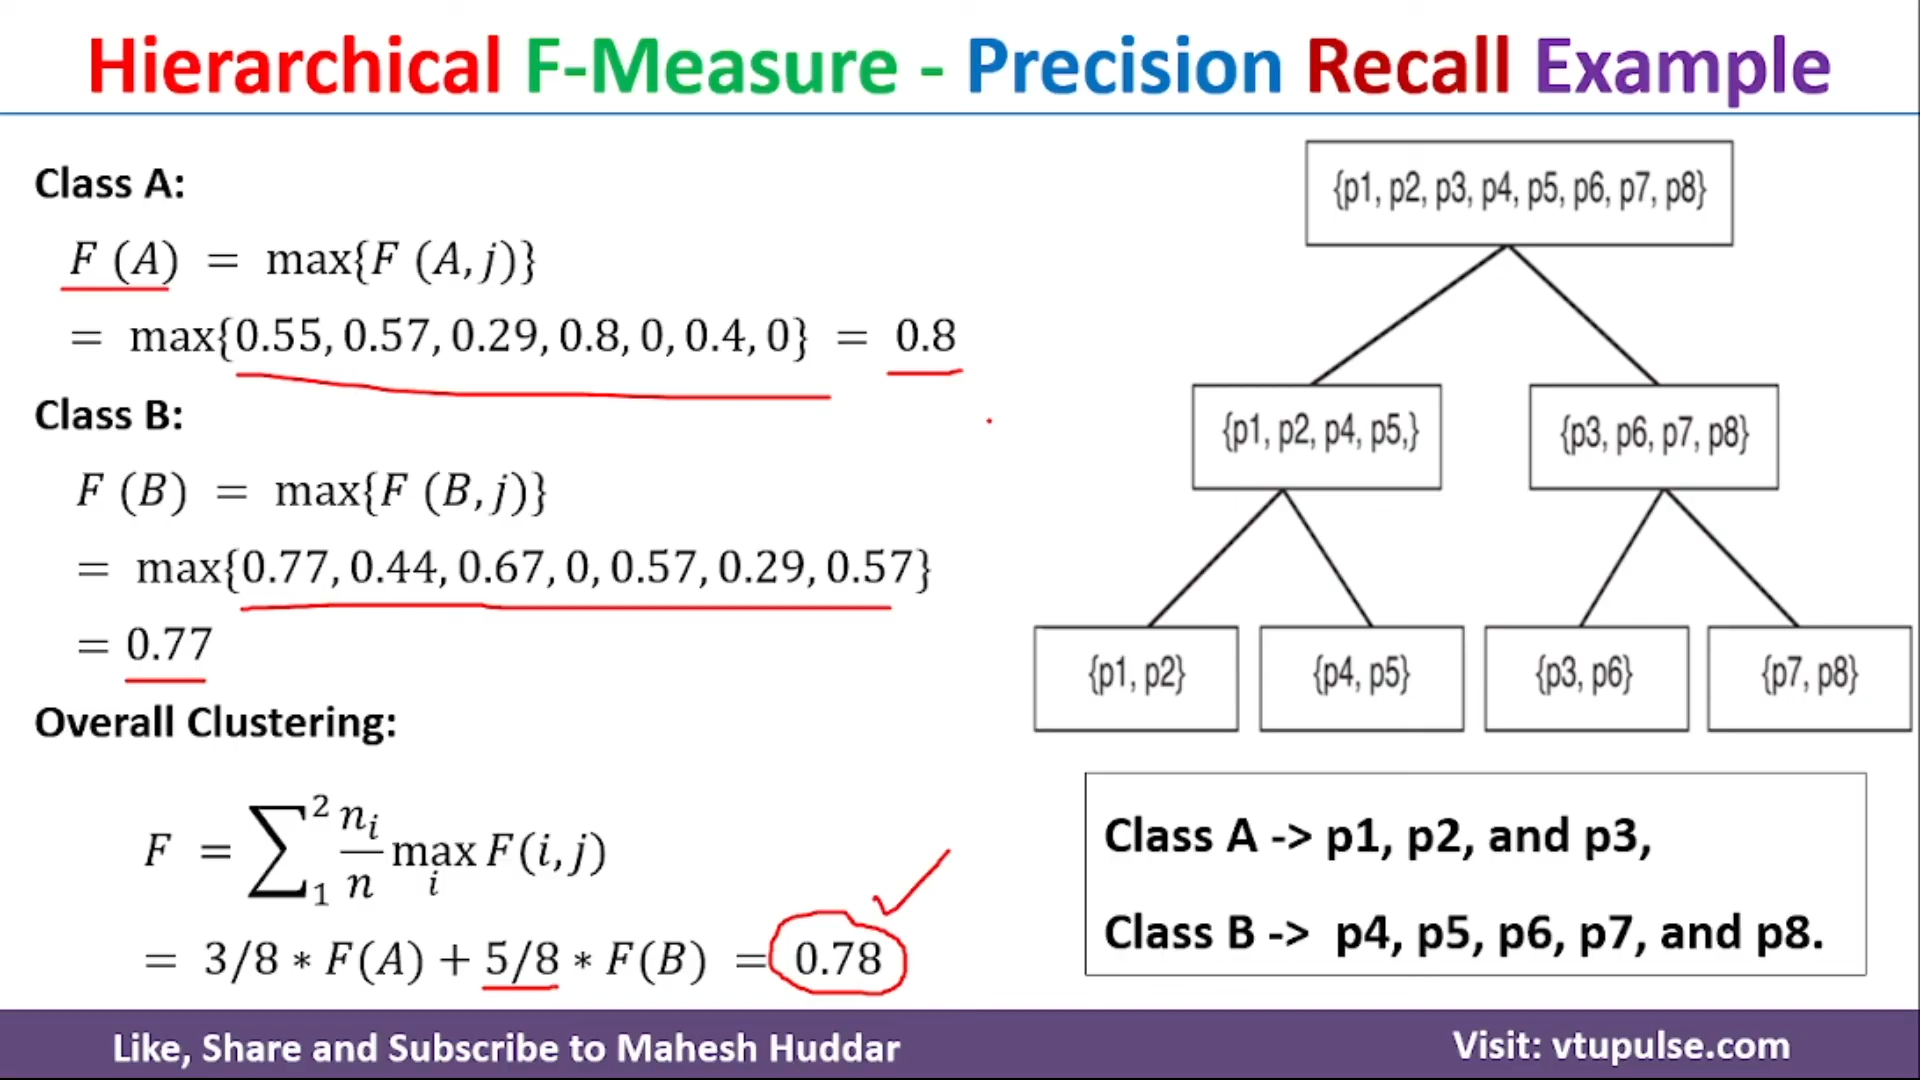 Hierarchical F-Measure - Precision Recall Example
Class A:
F (A) = max{F (A, j)}
= max{0.55, 0.57, 0.29, 0.8, 0, 0.4, 0} = 0.8
Class B:
F (B) = max{F (B, j)}
= max{0.77, 0.44, 0.67, 0, 0.57, 0.29, 0.57}
= 0.77
Overall Clustering:
F = ∑₁² nᵢ/n maxᵢ F(i, j)
= 3/8 ∗ F(A) + 5/8 ∗ F(B) = 0.78
{p1, p2, p3, p4, p5, p6, p7, p8}
{p1, p2, p4, p5,}
{p3, p6, p7, p8}
{p1, p2}
{p4, p5}
{p3, p6}
{p7, p8}
Class A -> p1, p2, and p3,
Class B -> p4, p5, p6, p7, and p8.
Like, Share and Subscribe to Mahesh Huddar
Visit: vtupulse.com